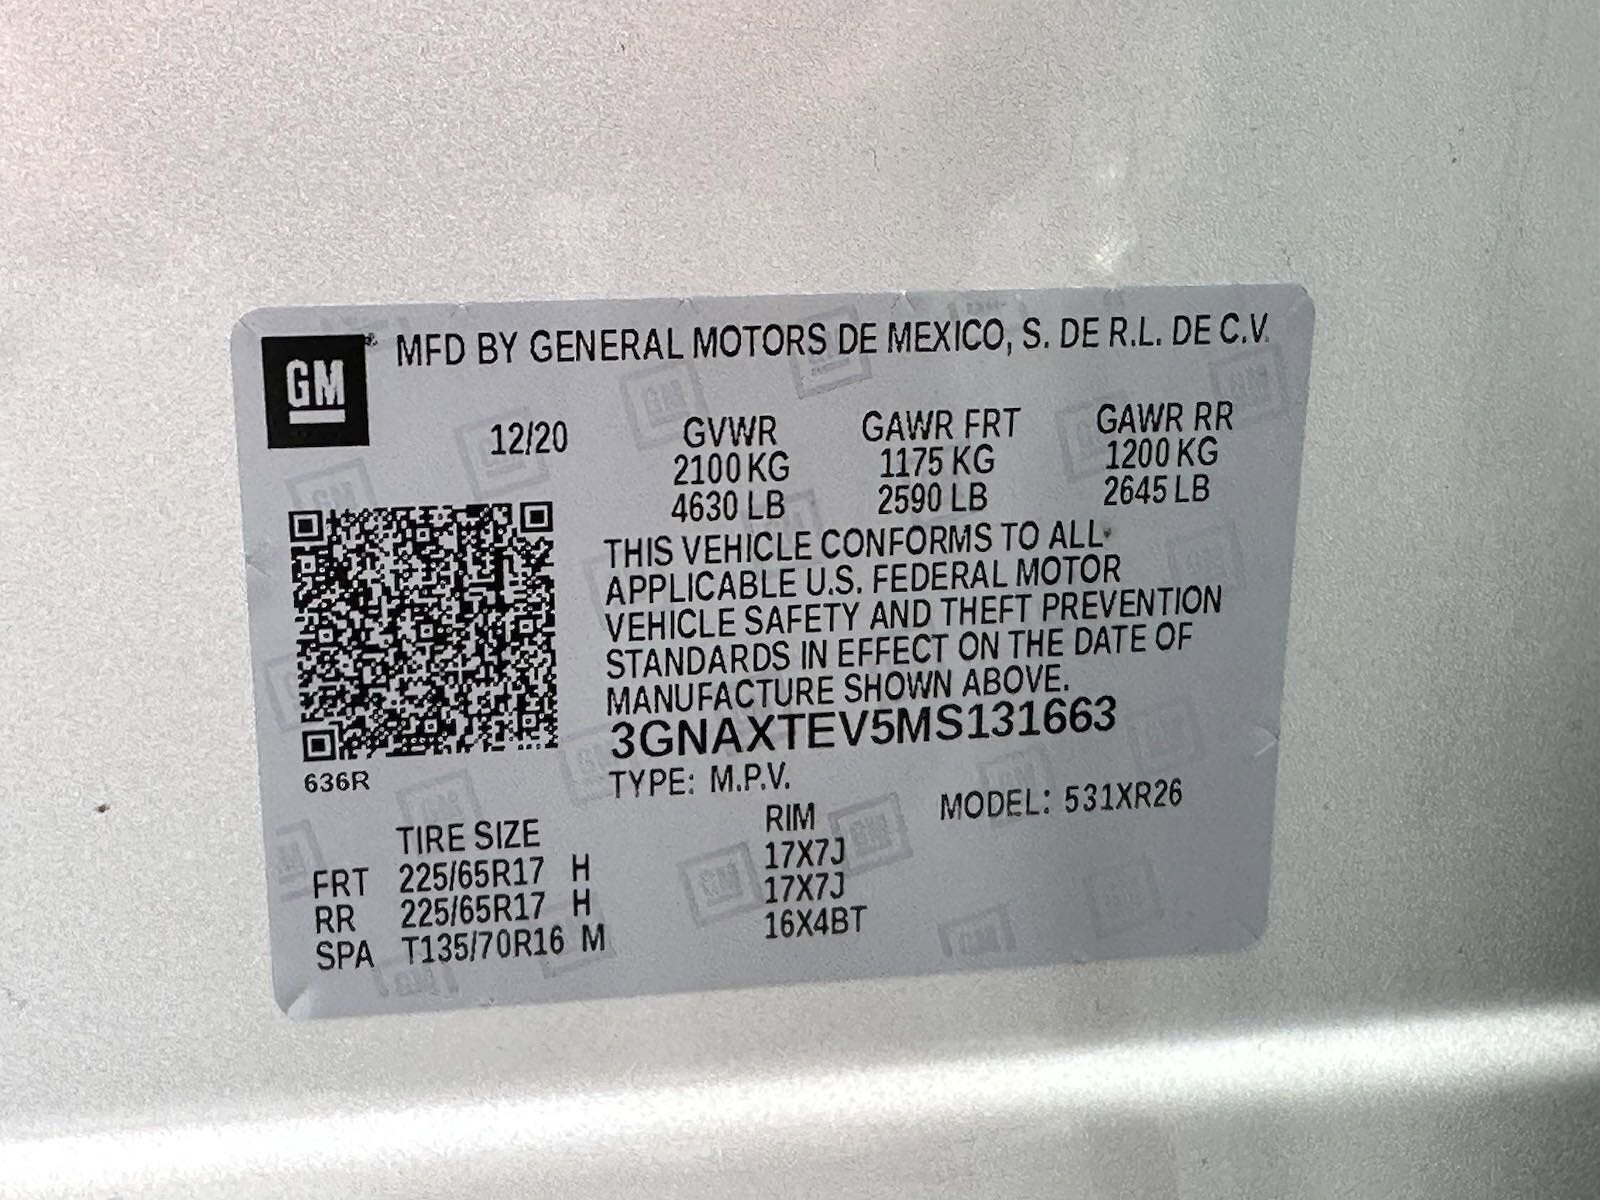 GM MFD BY GENERAL MOTORS DE MEXICO, S. DE R.L. DE C.V.
12/20 GVWR GAWR FRT GAWR RR
2100 KG 1175 KG 1200 KG
4630 LB 2590 LB 2645 LB
THIS VEHICLE CONFORMS TO ALL
APPLICABLE U.S. FEDERAL MOTOR
VEHICLE SAFETY AND THEFT PREVENTION
STANDARDS IN EFFECT ON THE DATE OF
MANUFACTURE SHOWN ABOVE.
3GNAXTEV5MS131663
636R TYPE: M.P.V.
MODEL: 531XR26
TIRE SIZE RIM
FRT 225/65R17 H 17X7J
RR 225/65R17 H 17X7J
SPA T135/70R16 M 16X4BT